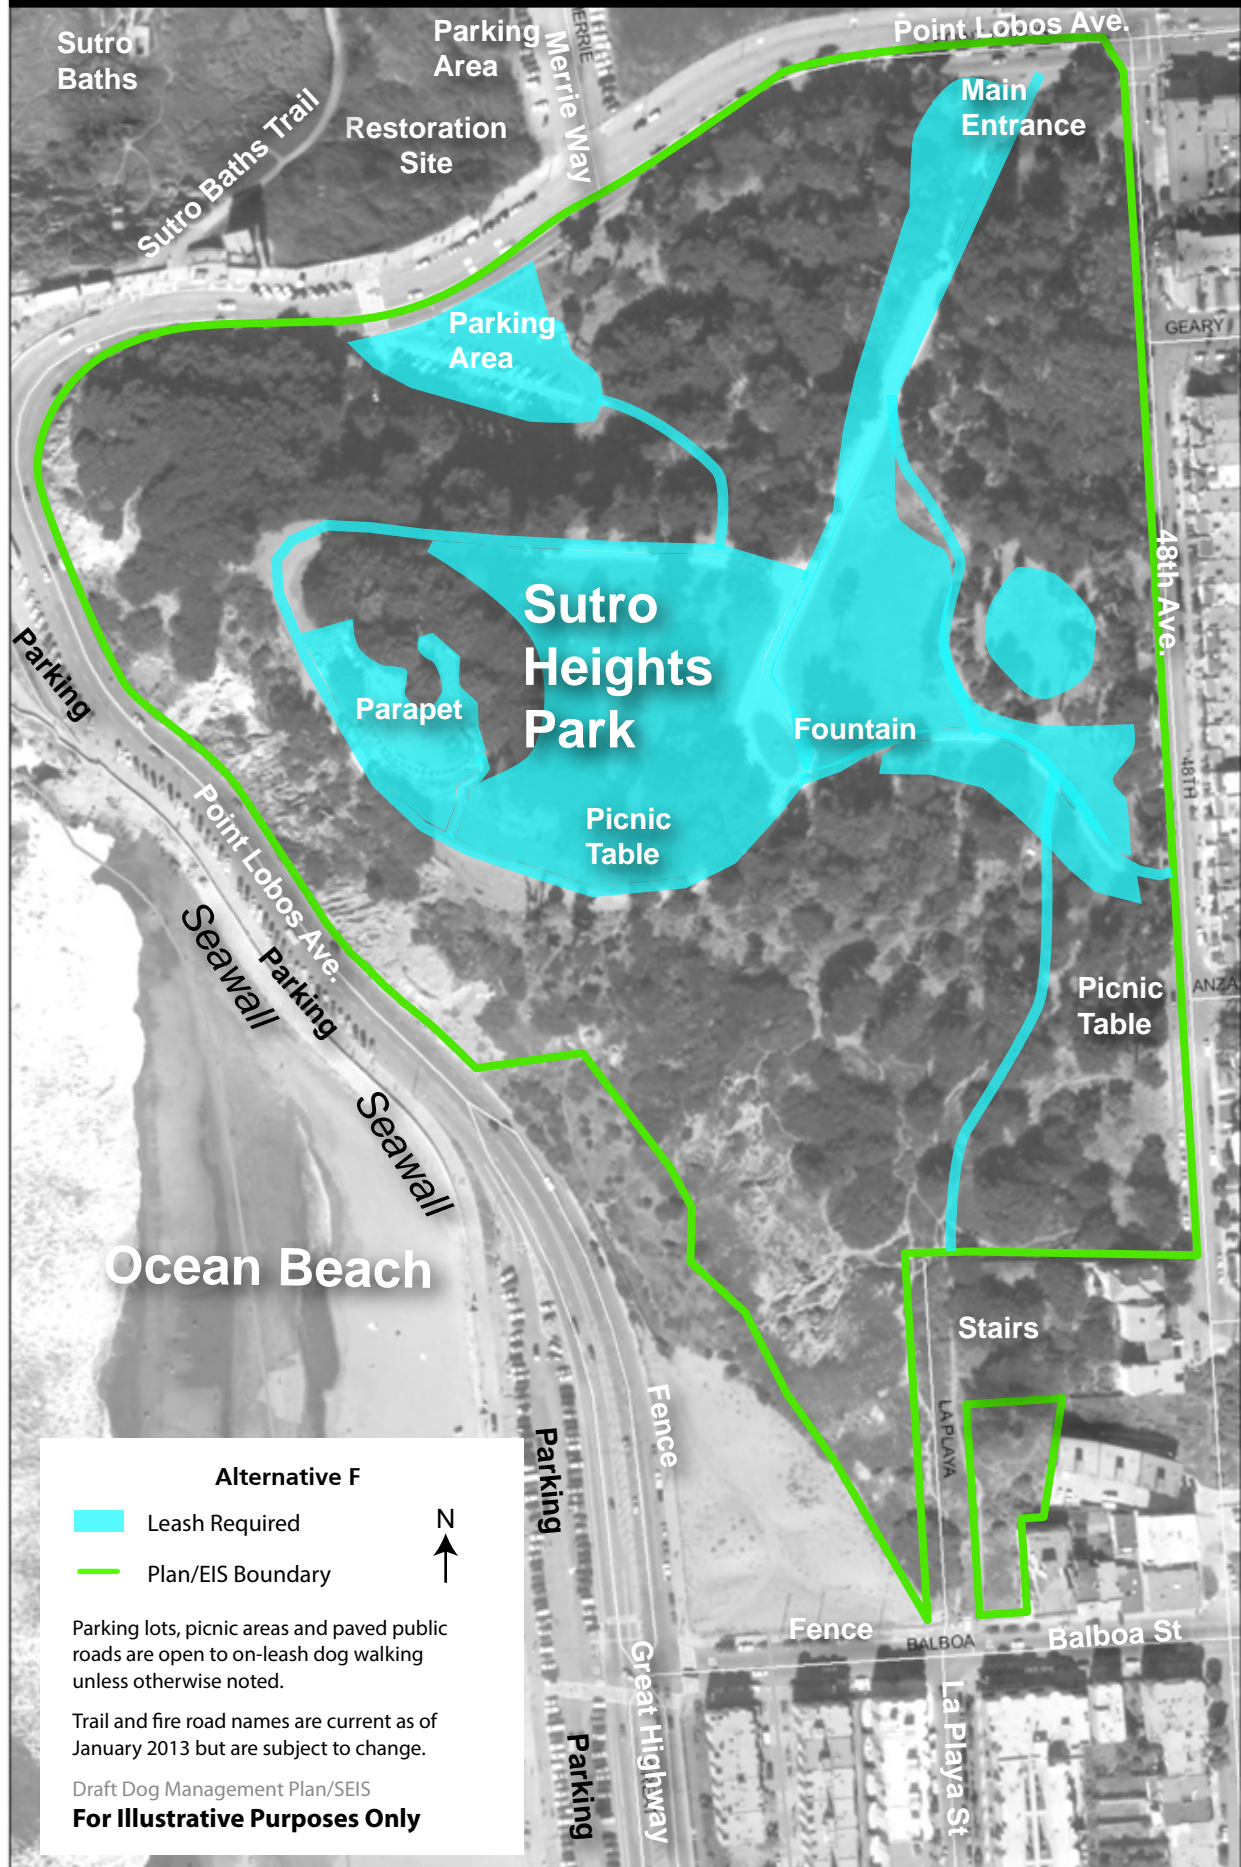 Sutro
Baths
Parking
Area
MERRIE
Merrie Way
Point Lobos Ave.
Main
Entrance
Sutro Baths Trail
Restoration
Site
Parking
Area
GEARY
48th Ave.
Sutro
Heights
Park
Parking
Parapet
Fountain
48TH
Picnic
Table
Point Lobos Ave.
Seawall
Parking
Picnic
Table
ANZA
Seawall
Ocean Beach
Stairs
Fence
LA PLAYA
Parking
Alternative F
Leash Required
N
Plan/EIS Boundary
Parking lots, picnic areas and paved public
roads are open to on-leash dog walking
unless otherwise noted.
Trail and fire road names are current as of
January 2013 but are subject to change.
Draft Dog Management Plan/SEIS
For Illustrative Purposes Only
Fence
BALBOA
Balboa St
Great Highway
La Playa St
Parking